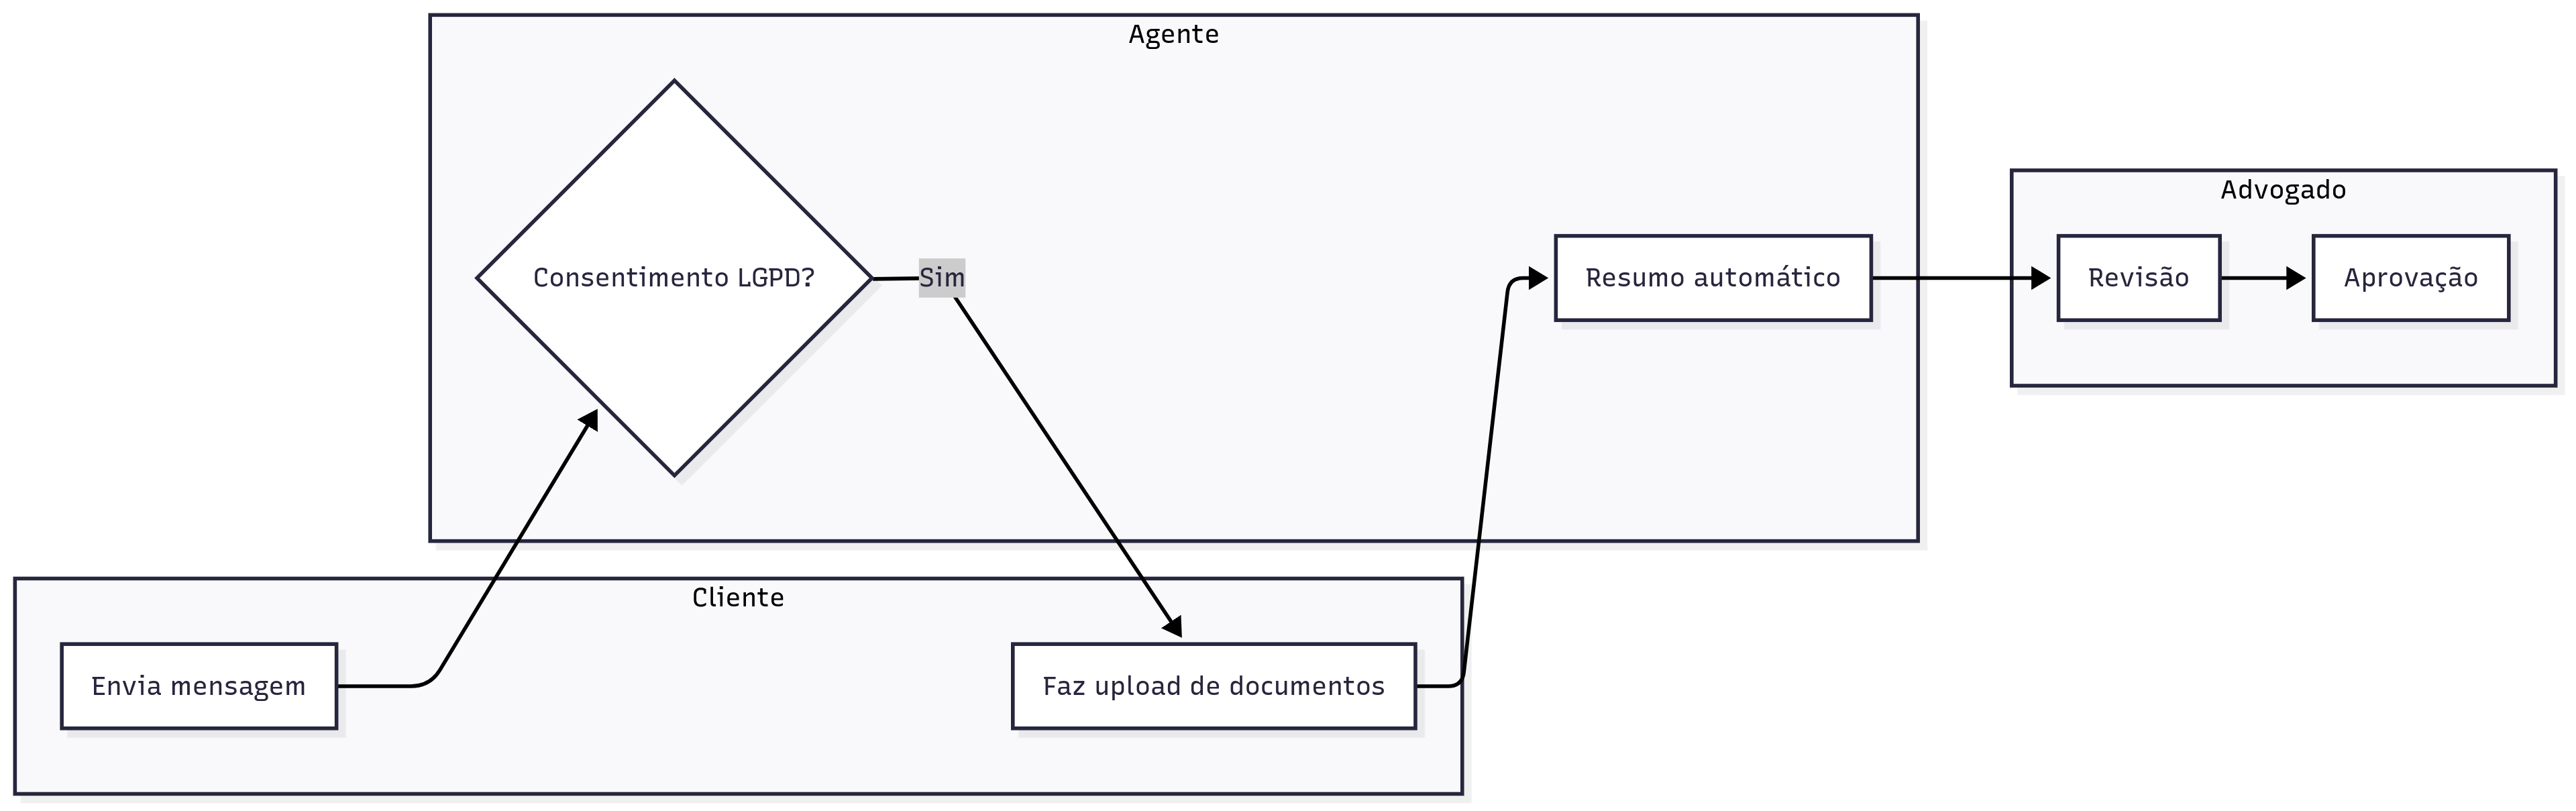 Agente
Consentimento LGPD?
Sim
Resumo automático
Advogado
Revisão
Aprovação
Cliente
Envia mensagem
Faz upload de documentos